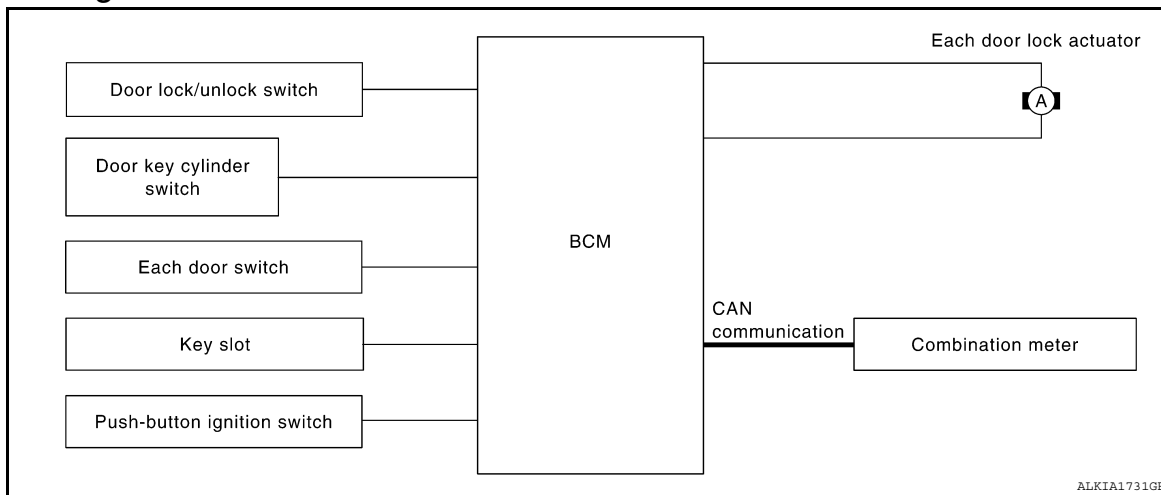 Each door lock actuator
Door lock/unlock switch
A
Door key cylinder
switch
BCM
Each door switch
CAN
communication
Key slot
Combination meter
Push-button ignition switch